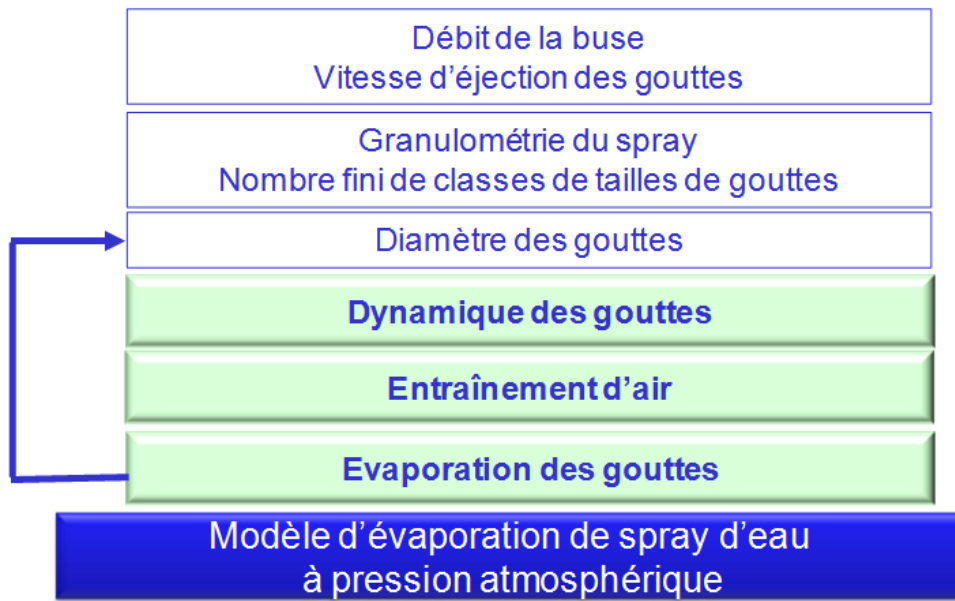 Débit de la buse
Vitesse d'éjection des gouttes
Granulométrie du spray
Nombre fini de classes de tailles de gouttes
Diamètre des gouttes
Dynamique des gouttes
Entraînement d'air
Evaporation des gouttes
Modèle d'évaporation de spray d'eau
à pression atmosphérique